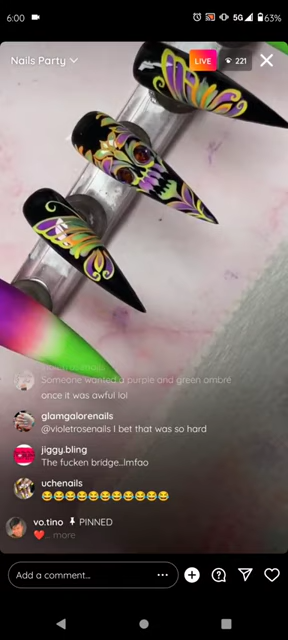 6:00
5G 63%
Nails Party
LIVE
221
Someone wanted a purple and green ombré
once it was awful lol
glamgalorenails
@violetrosenails I bet that was so hard
jiggy.bling
The fucken bridge...lmfao
uchenails
😂😂😂😂😂😂😂😂😂😂😂
vo.tino 📌 PINNED
❤️... more
Add a comment...